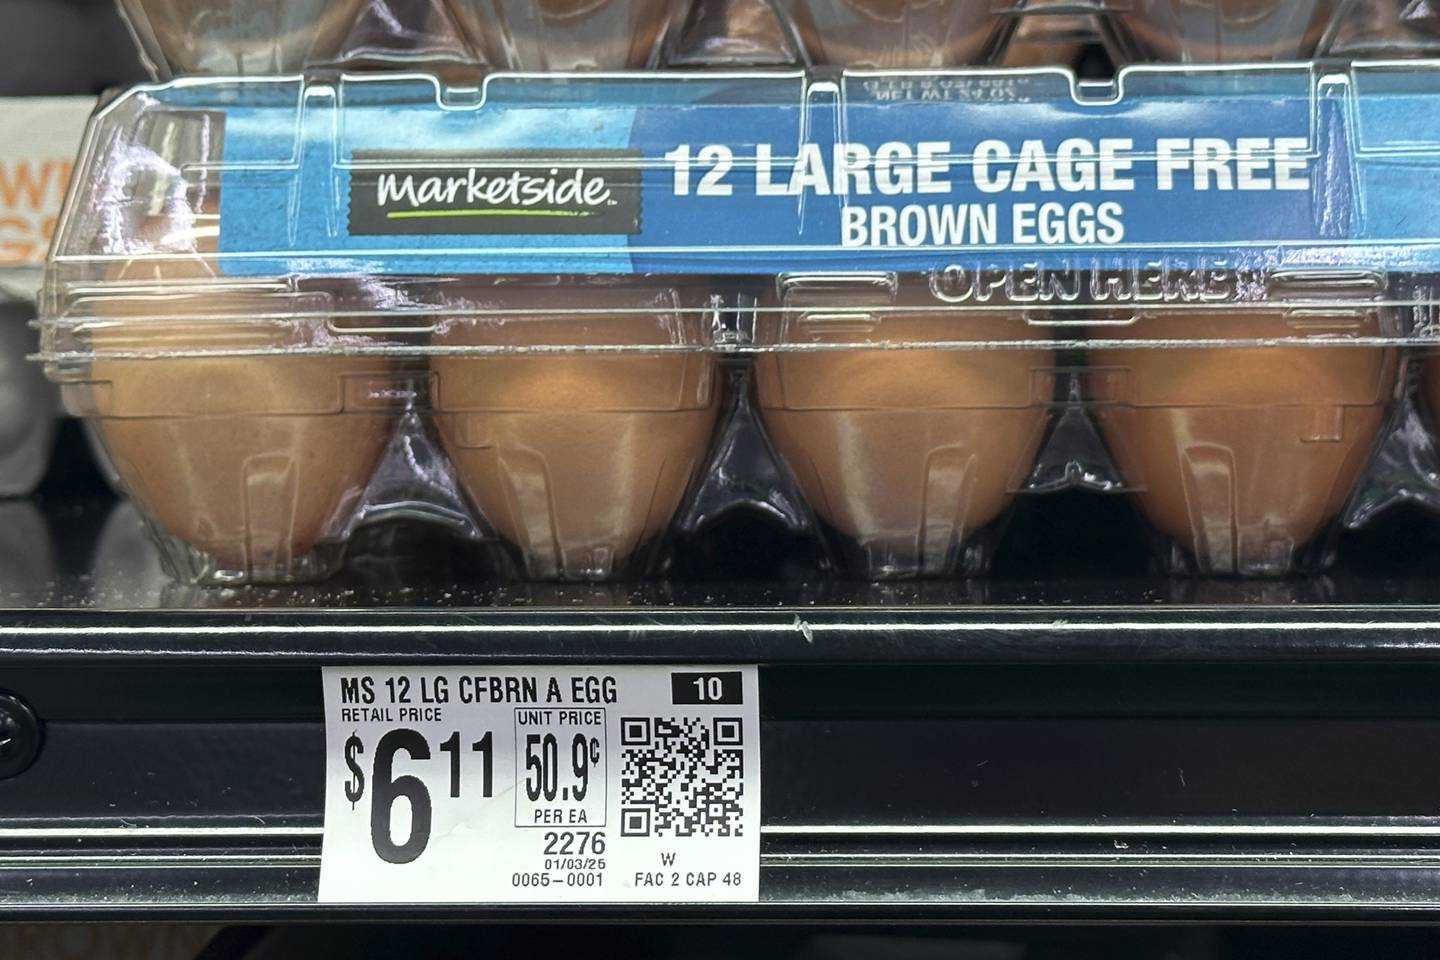 marketside
12 LARGE CAGE FREE
BROWN EGGS
OPEN HERE
MS 12 LG CFBRN A EGG
10
RETAIL PRICE
$6 11
UNIT PRICE
50.9¢
PER EA
2276
01/03/25
0065-0001
W
FAC 2 CAP 48